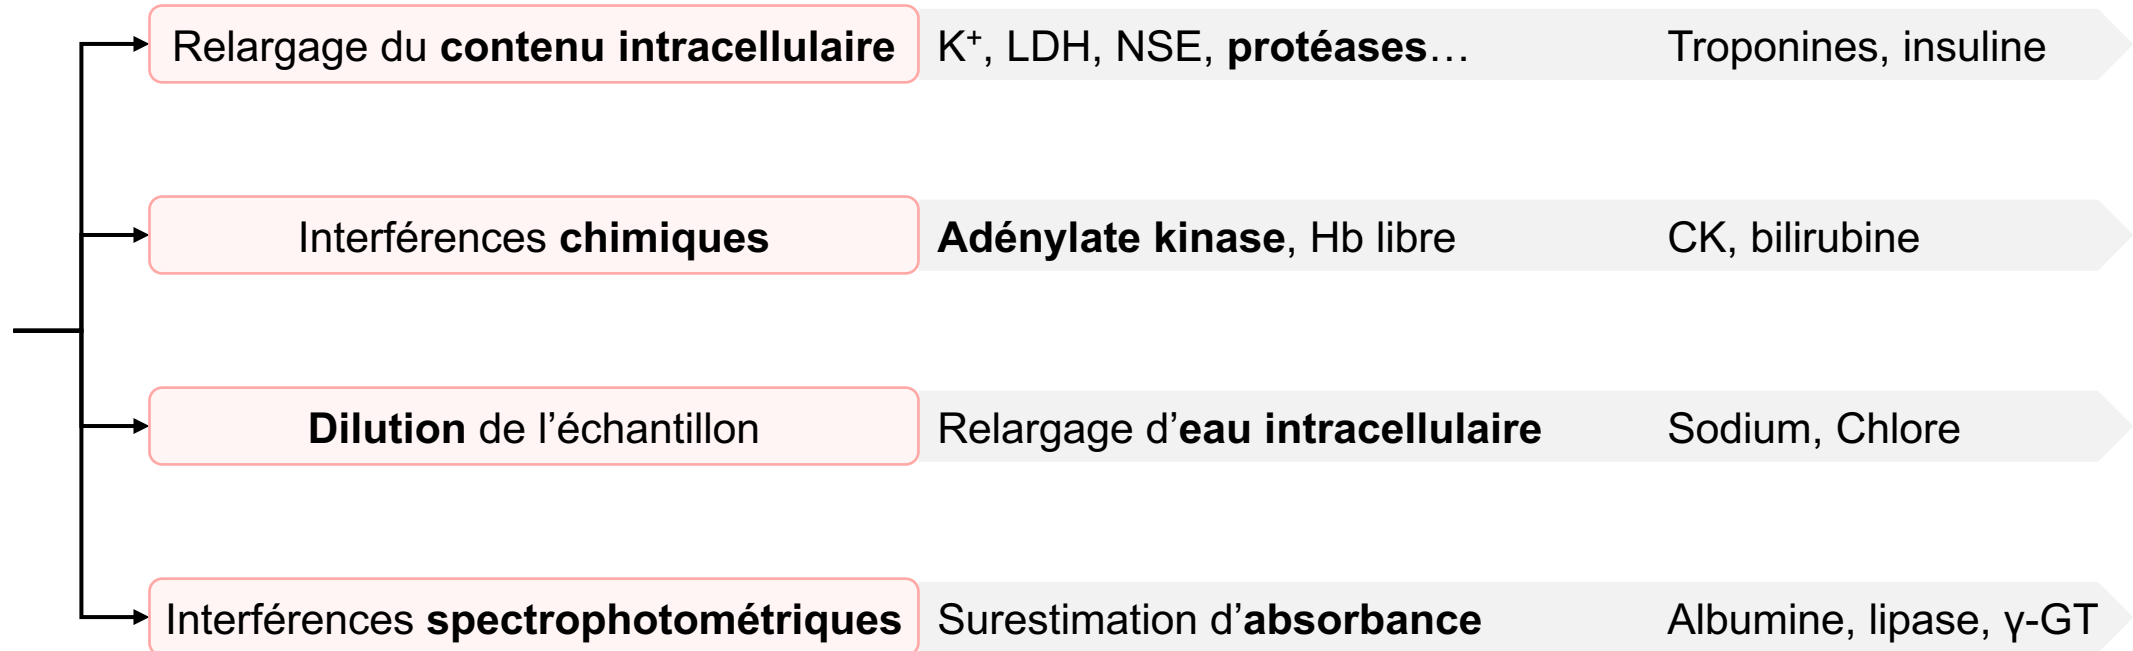 Relargage du contenu intracellulaire K⁺, LDH, NSE, protéases… Troponines, insuline
Interférences chimiques Adénylate kinase, Hb libre CK, bilirubine
Dilution de l’échantillon Relargage d’eau intracellulaire Sodium, Chlore
Interférences spectrophotométriques Surestimation d’absorbance Albumine, lipase, γ-GT